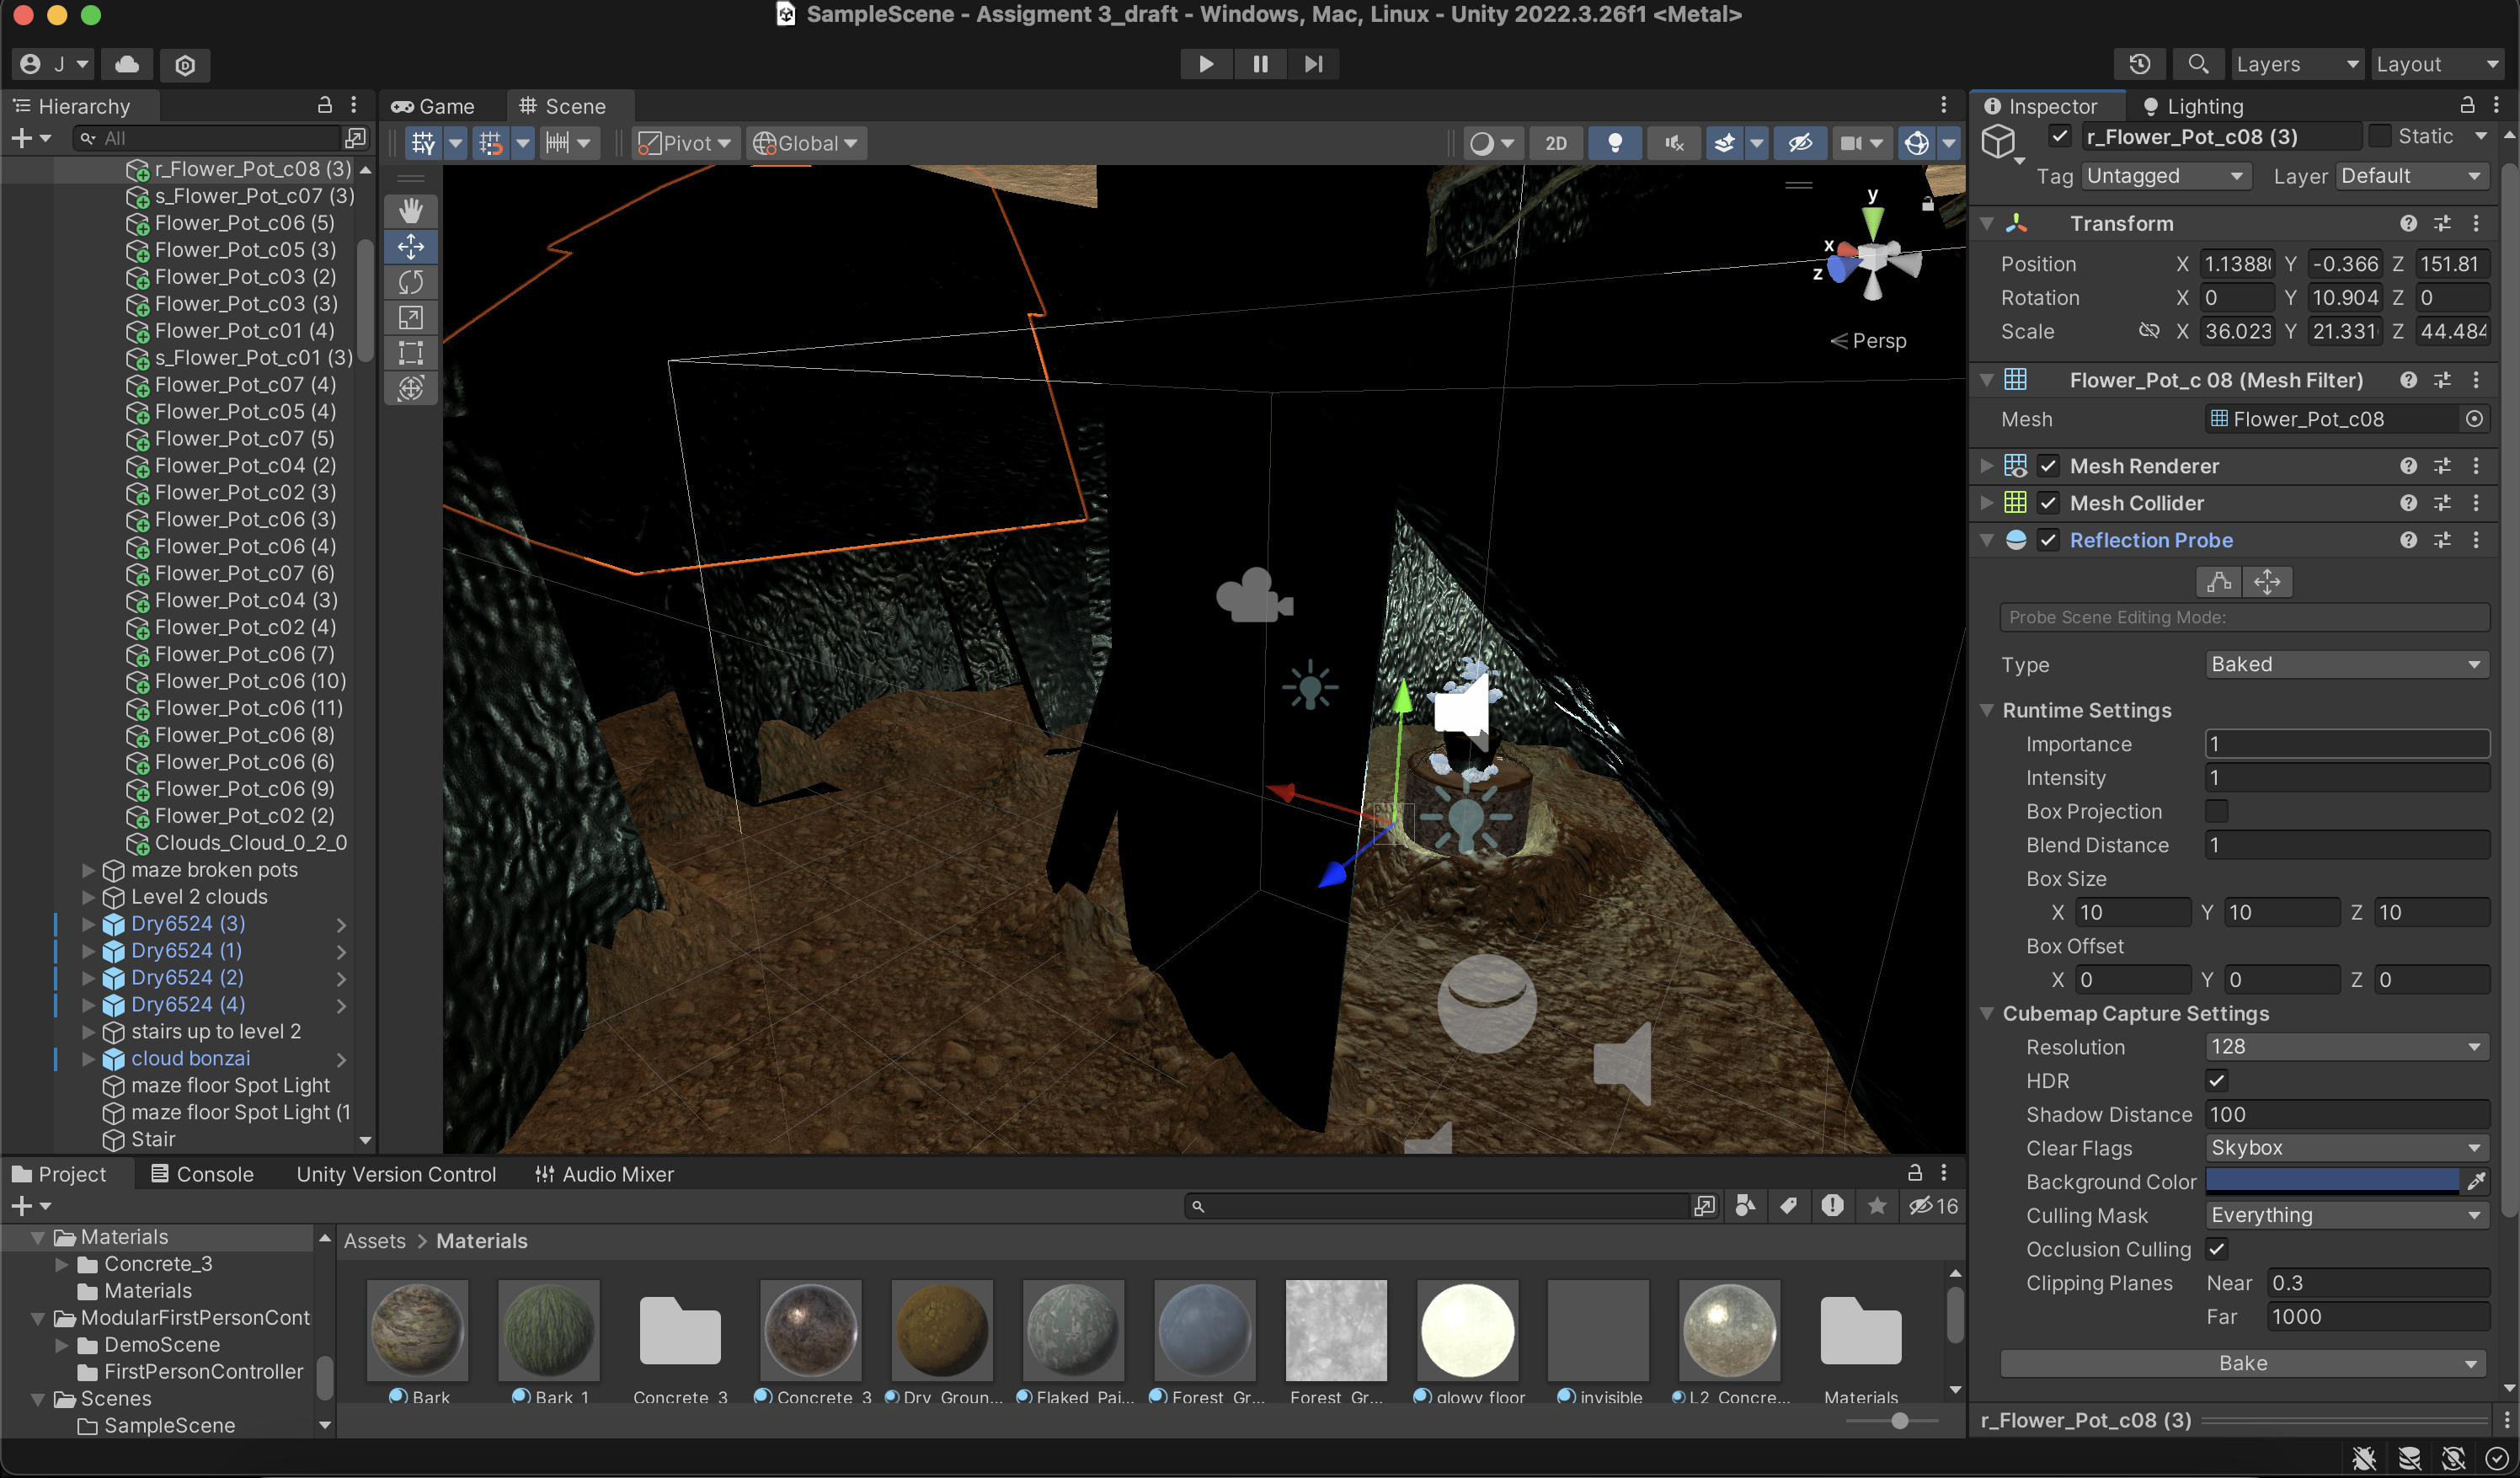 SampleScene - Assigment 3_draft - Windows, Mac, Linux - Unity 2022.3.26f1 <Metal>
J
Layers
Layout
Hierarchy
All
r_Flower_Pot_c08 (3)
s_Flower_Pot_c07 (3)
Flower_Pot_c06 (5)
Flower_Pot_c05 (3)
Flower_Pot_c03 (2)
Flower_Pot_c03 (3)
Flower_Pot_c01 (4)
s_Flower_Pot_c01 (3)
Flower_Pot_c07 (4)
Flower_Pot_c05 (4)
Flower_Pot_c07 (5)
Flower_Pot_c04 (2)
Flower_Pot_c02 (3)
Flower_Pot_c06 (3)
Flower_Pot_c06 (4)
Flower_Pot_c07 (6)
Flower_Pot_c04 (3)
Flower_Pot_c02 (4)
Flower_Pot_c06 (7)
Flower_Pot_c06 (10)
Flower_Pot_c06 (11)
Flower_Pot_c06 (8)
Flower_Pot_c06 (6)
Flower_Pot_c06 (9)
Flower_Pot_c02 (2)
Clouds_Cloud_0_2_0
maze broken pots
Level 2 clouds
Dry6524 (3)
Dry6524 (1)
Dry6524 (2)
Dry6524 (4)
stairs up to level 2
cloud bonzai
maze floor Spot Light
maze floor Spot Light (1
Stair
Game
Scene
Pivot
Global
2D
y
x
z
Persp
Inspector
Lighting
r_Flower_Pot_c08 (3)
Static
Tag Untagged Layer Default
Transform
Position X 1.1388 Y -0.366 Z 151.81
Rotation X 0 Y 10.904 Z 0
Scale X 36.023 Y 21.331 Z 44.484
Flower_Pot_c 08 (Mesh Filter)
Mesh Flower_Pot_c08
Mesh Renderer
Mesh Collider
Reflection Probe
Probe Scene Editing Mode:
Type Baked
Runtime Settings
Importance 1
Intensity 1
Box Projection
Blend Distance 1
Box Size
X 10 Y 10 Z 10
Box Offset
X 0 Y 0 Z 0
Cubemap Capture Settings
Resolution 128
HDR
Shadow Distance 100
Clear Flags Skybox
Background Color
Culling Mask Everything
Occlusion Culling
Clipping Planes Near 0.3
Far 1000
Bake
r_Flower_Pot_c08 (3)
Project
Console
Unity Version Control
Audio Mixer
16
Materials
Concrete_3
Materials
ModularFirstPersonCont
DemoScene
FirstPersonController
Scenes
SampleScene
Assets > Materials
Bark
Bark_1
Concrete_3
Concrete_3
Dry_Groun...
Flaked_Pai...
Forest_Gr...
Forest_Gr...
glowy floor
invisible
L2_Concre...
Materials